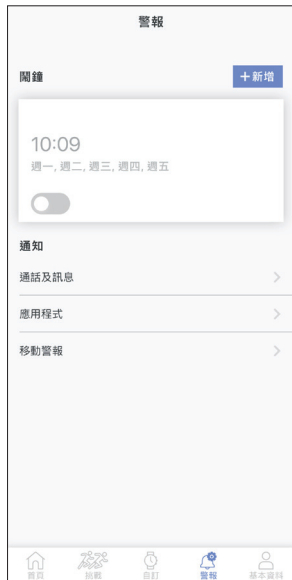 警報
鬧鐘
+新增
10:09
週一, 週二, 週三, 週四, 週五
通知
通話及訊息
應用程式
移動警報
首頁
挑戰
自訂
警報
基本資料